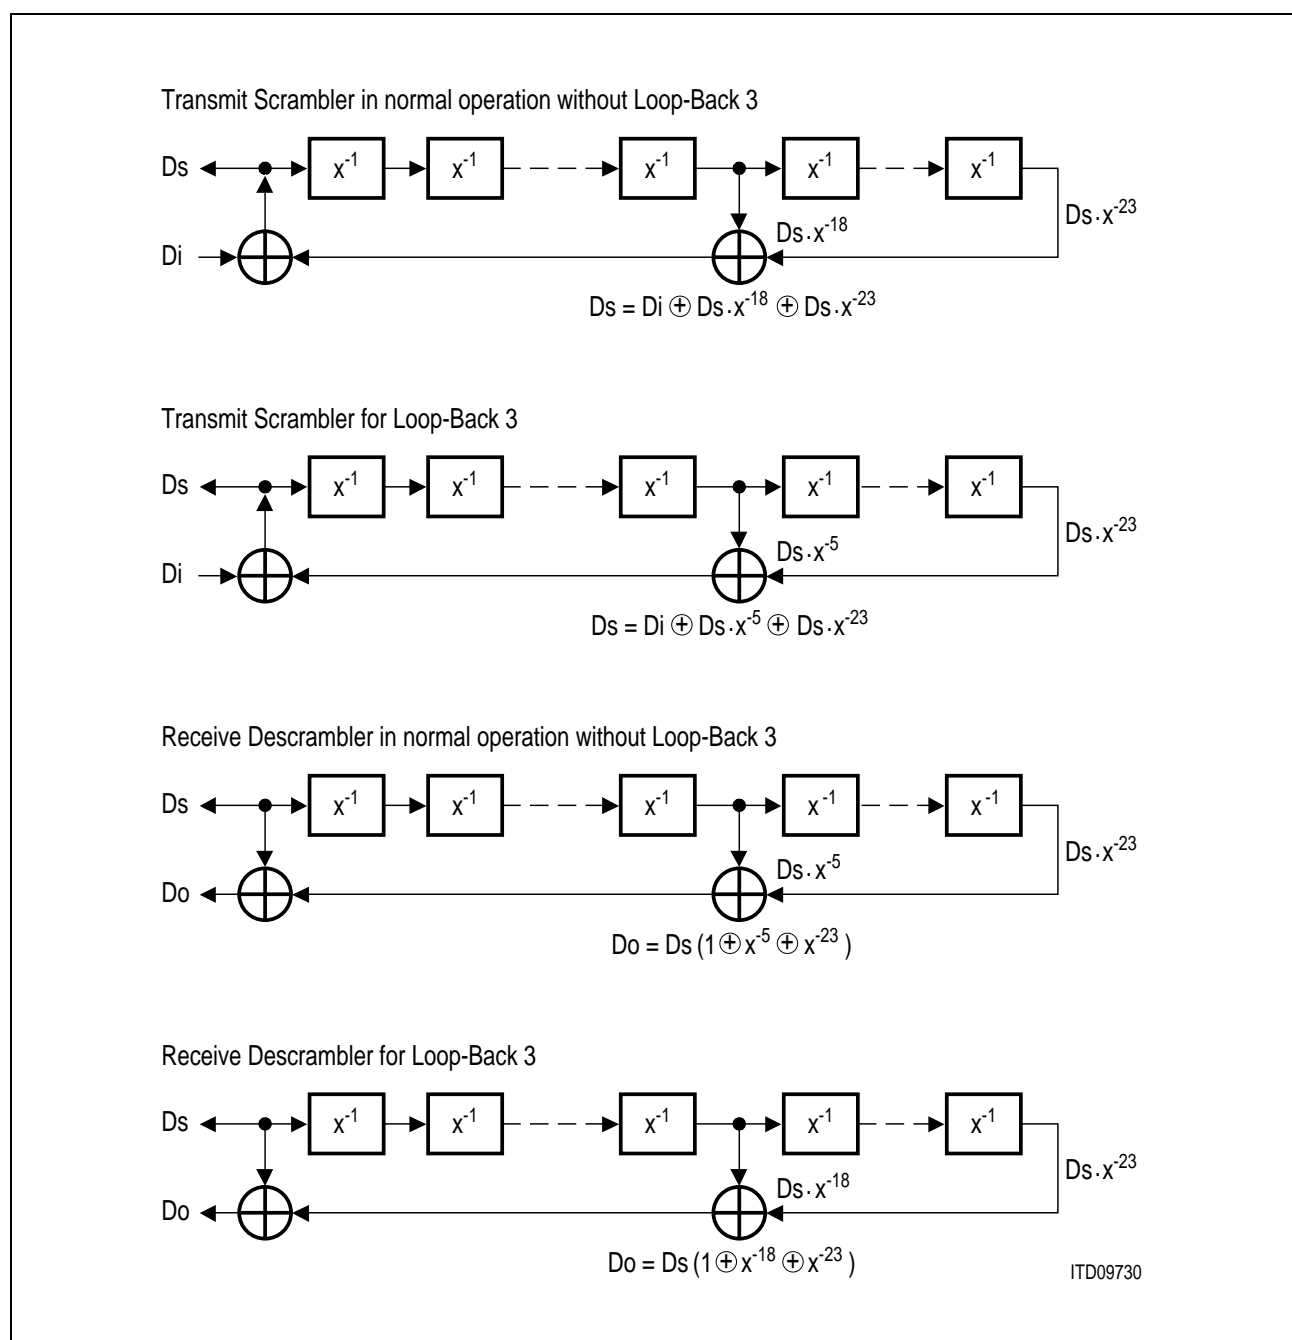 Transmit Scrambler in normal operation without Loop-Back 3
Ds x⁻¹ x⁻¹ x⁻¹ x⁻¹ x⁻¹
Ds·x⁻²³
Ds·x⁻¹⁸
Di
Ds = Di ⊕ Ds·x⁻¹⁸ ⊕ Ds·x⁻²³
Transmit Scrambler for Loop-Back 3
Ds x⁻¹ x⁻¹ x⁻¹ x⁻¹ x⁻¹
Ds·x⁻²³
Ds·x⁻⁵
Di
Ds = Di ⊕ Ds·x⁻⁵ ⊕ Ds·x⁻²³
Receive Descrambler in normal operation without Loop-Back 3
Ds x⁻¹ x⁻¹ x⁻¹ x⁻¹ x⁻¹
Ds·x⁻²³
Ds·x⁻⁵
Do
Do = Ds (1 ⊕ x⁻⁵ ⊕ x⁻²³ )
Receive Descrambler for Loop-Back 3
Ds x⁻¹ x⁻¹ x⁻¹ x⁻¹ x⁻¹
Ds·x⁻²³
Ds·x⁻¹⁸
Do
Do = Ds (1 ⊕ x⁻¹⁸ ⊕ x⁻²³ )
ITD09730